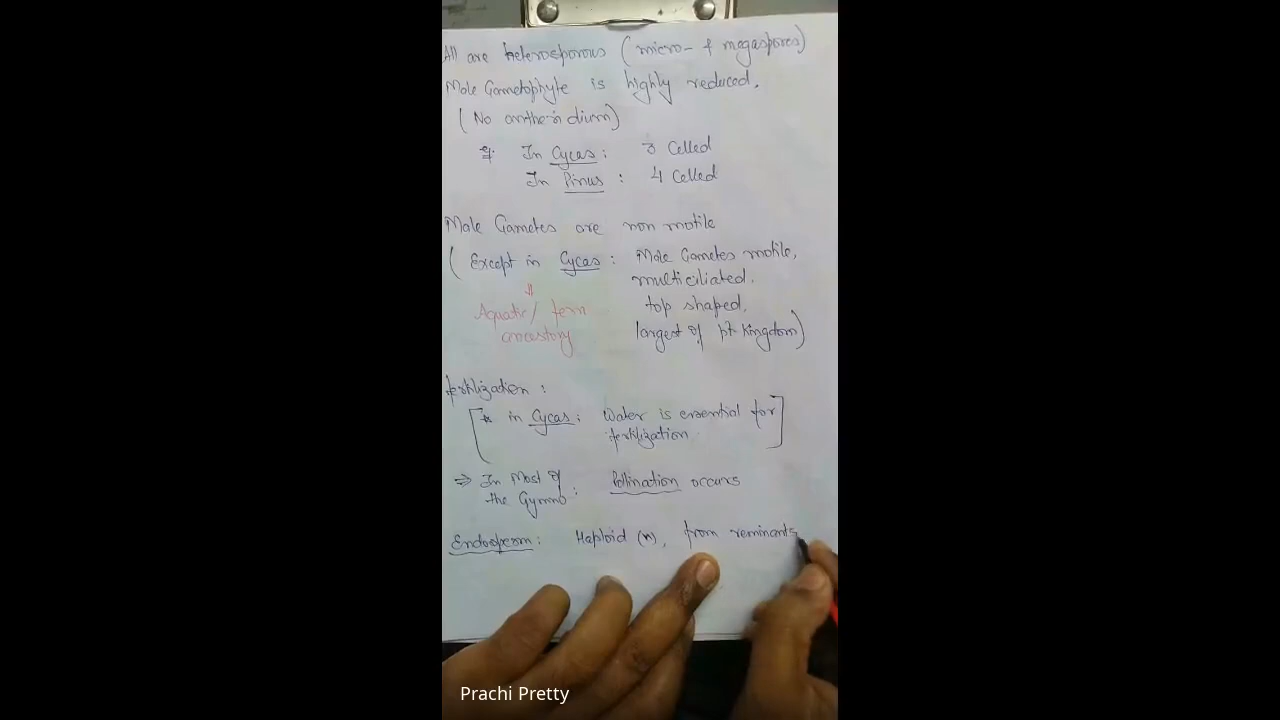 All are heterosporous (micro- & megaspores)
Male Gametophyte is highly reduced.
(No antheridium)
eg. In Cycas : 3 Celled
In Pinus : 4 Celled
Male Gametes are non motile
( Except in Cycas : Male Gametes motile,
multiciliated.
top shaped.
Aquatic/ fern
largest of pt. Kingdom)
ancestory
fertilization :
[* in Cycas : Water is essential for]
fertilization.
⇒ In Most of
the Gymno : Pollination occurs
Endosperm : Haploid (n), from reminants
Prachi Pretty